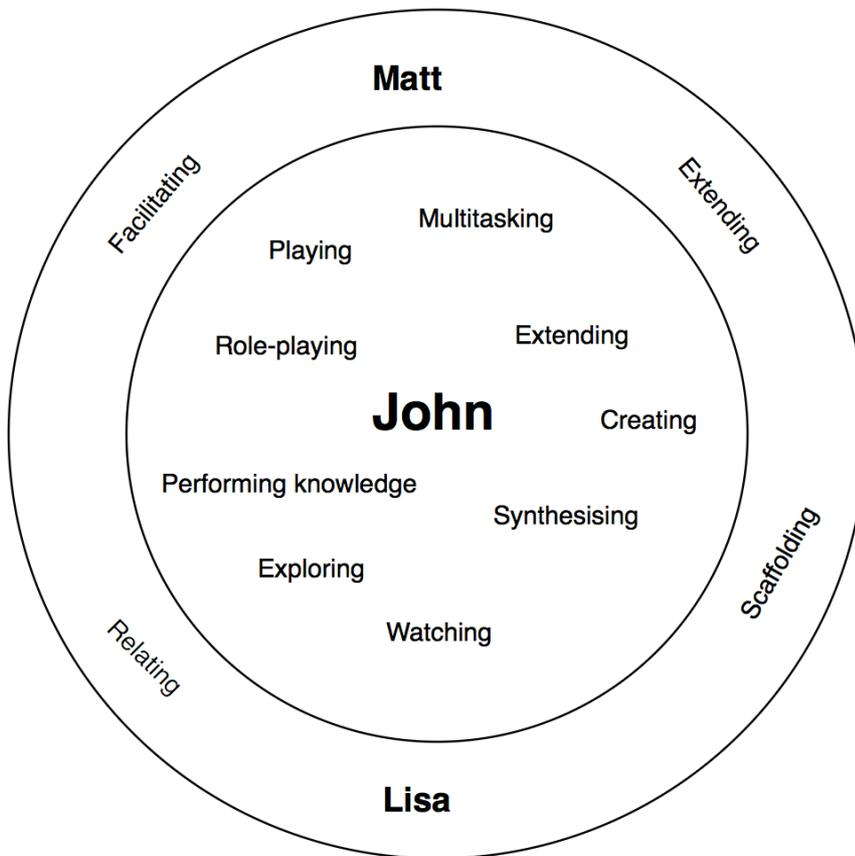 Matt
Facilitating
Extending
Multitasking
Playing
Extending
Role-playing
John
Creating
Performing knowledge
Synthesising
Exploring
Scaffolding
Watching
Relating
Lisa